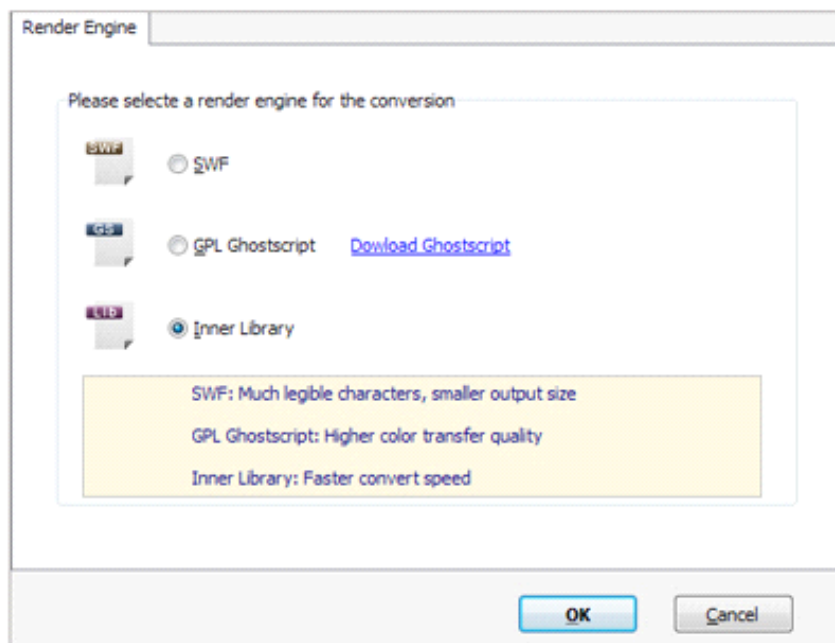 Render Engine
Please selecte a render engine for the conversion
SWF
SWF
GS
GPL Ghostscript Dowload Ghostscript
Lib
Inner Library
SWF: Much legible characters, smaller output size
GPL Ghostscript: Higher color transfer quality
Inner Library: Faster convert speed
OK Cancel